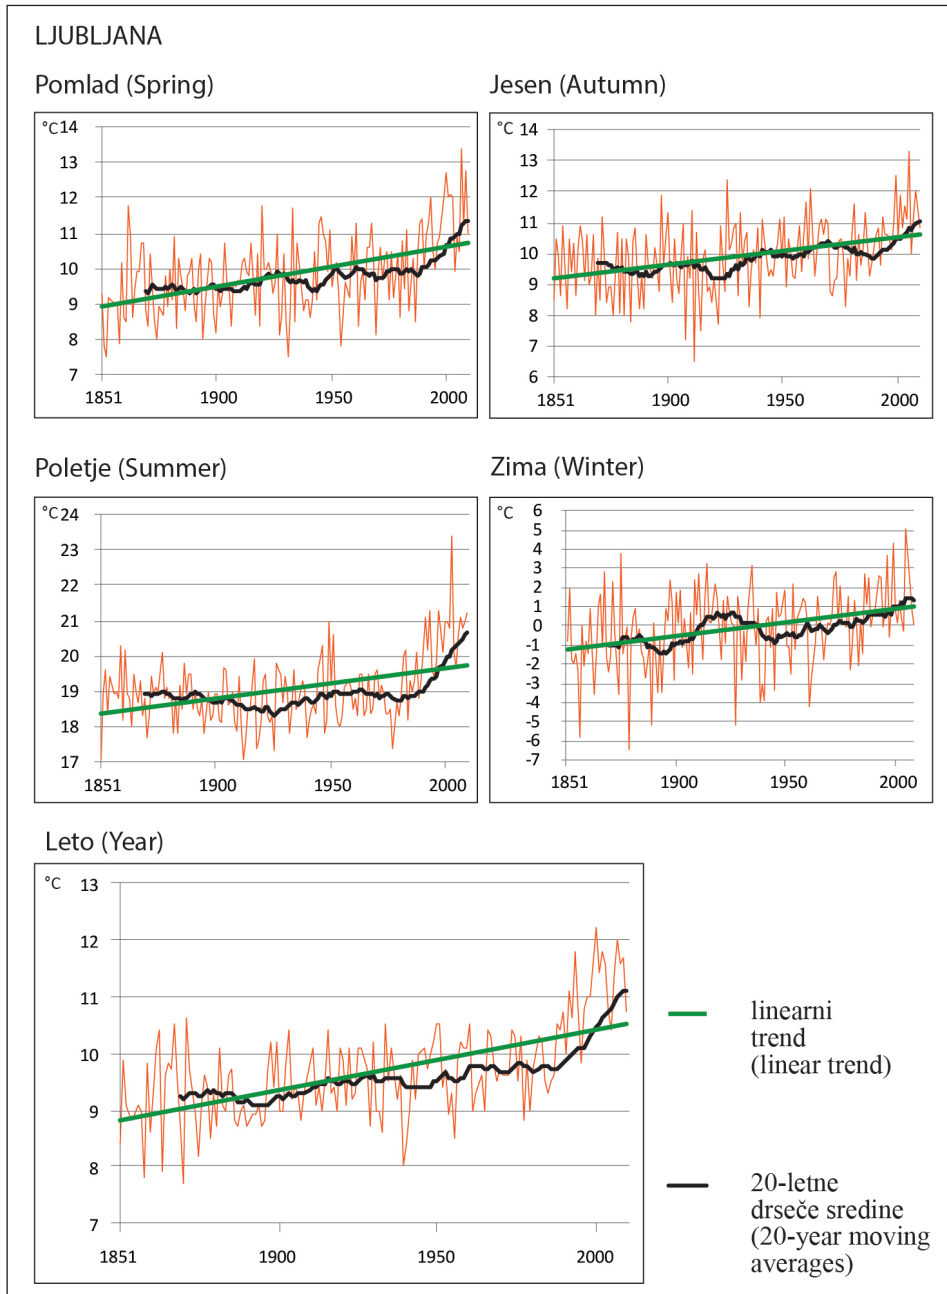 LJUBLJANA
Pomlad (Spring)
°C
14
13
12
11
10
9
8
7
1851 1900 1950 2000
Jesen (Autumn)
°C
14
13
12
11
10
9
8
7
6
1851 1900 1950 2000
Poletje (Summer)
°C
24
23
22
21
20
19
18
17
1851 1900 1950 2000
Zima (Winter)
°C
6
5
4
3
2
1
0
-1
-2
-3
-4
-5
-6
-7
1851 1900 1950 2000
Leto (Year)
°C
13
12
11
10
9
8
7
1851 1900 1950 2000
linearni
trend
(linear trend)
20-letne
drseče sredine
(20-year moving
averages)